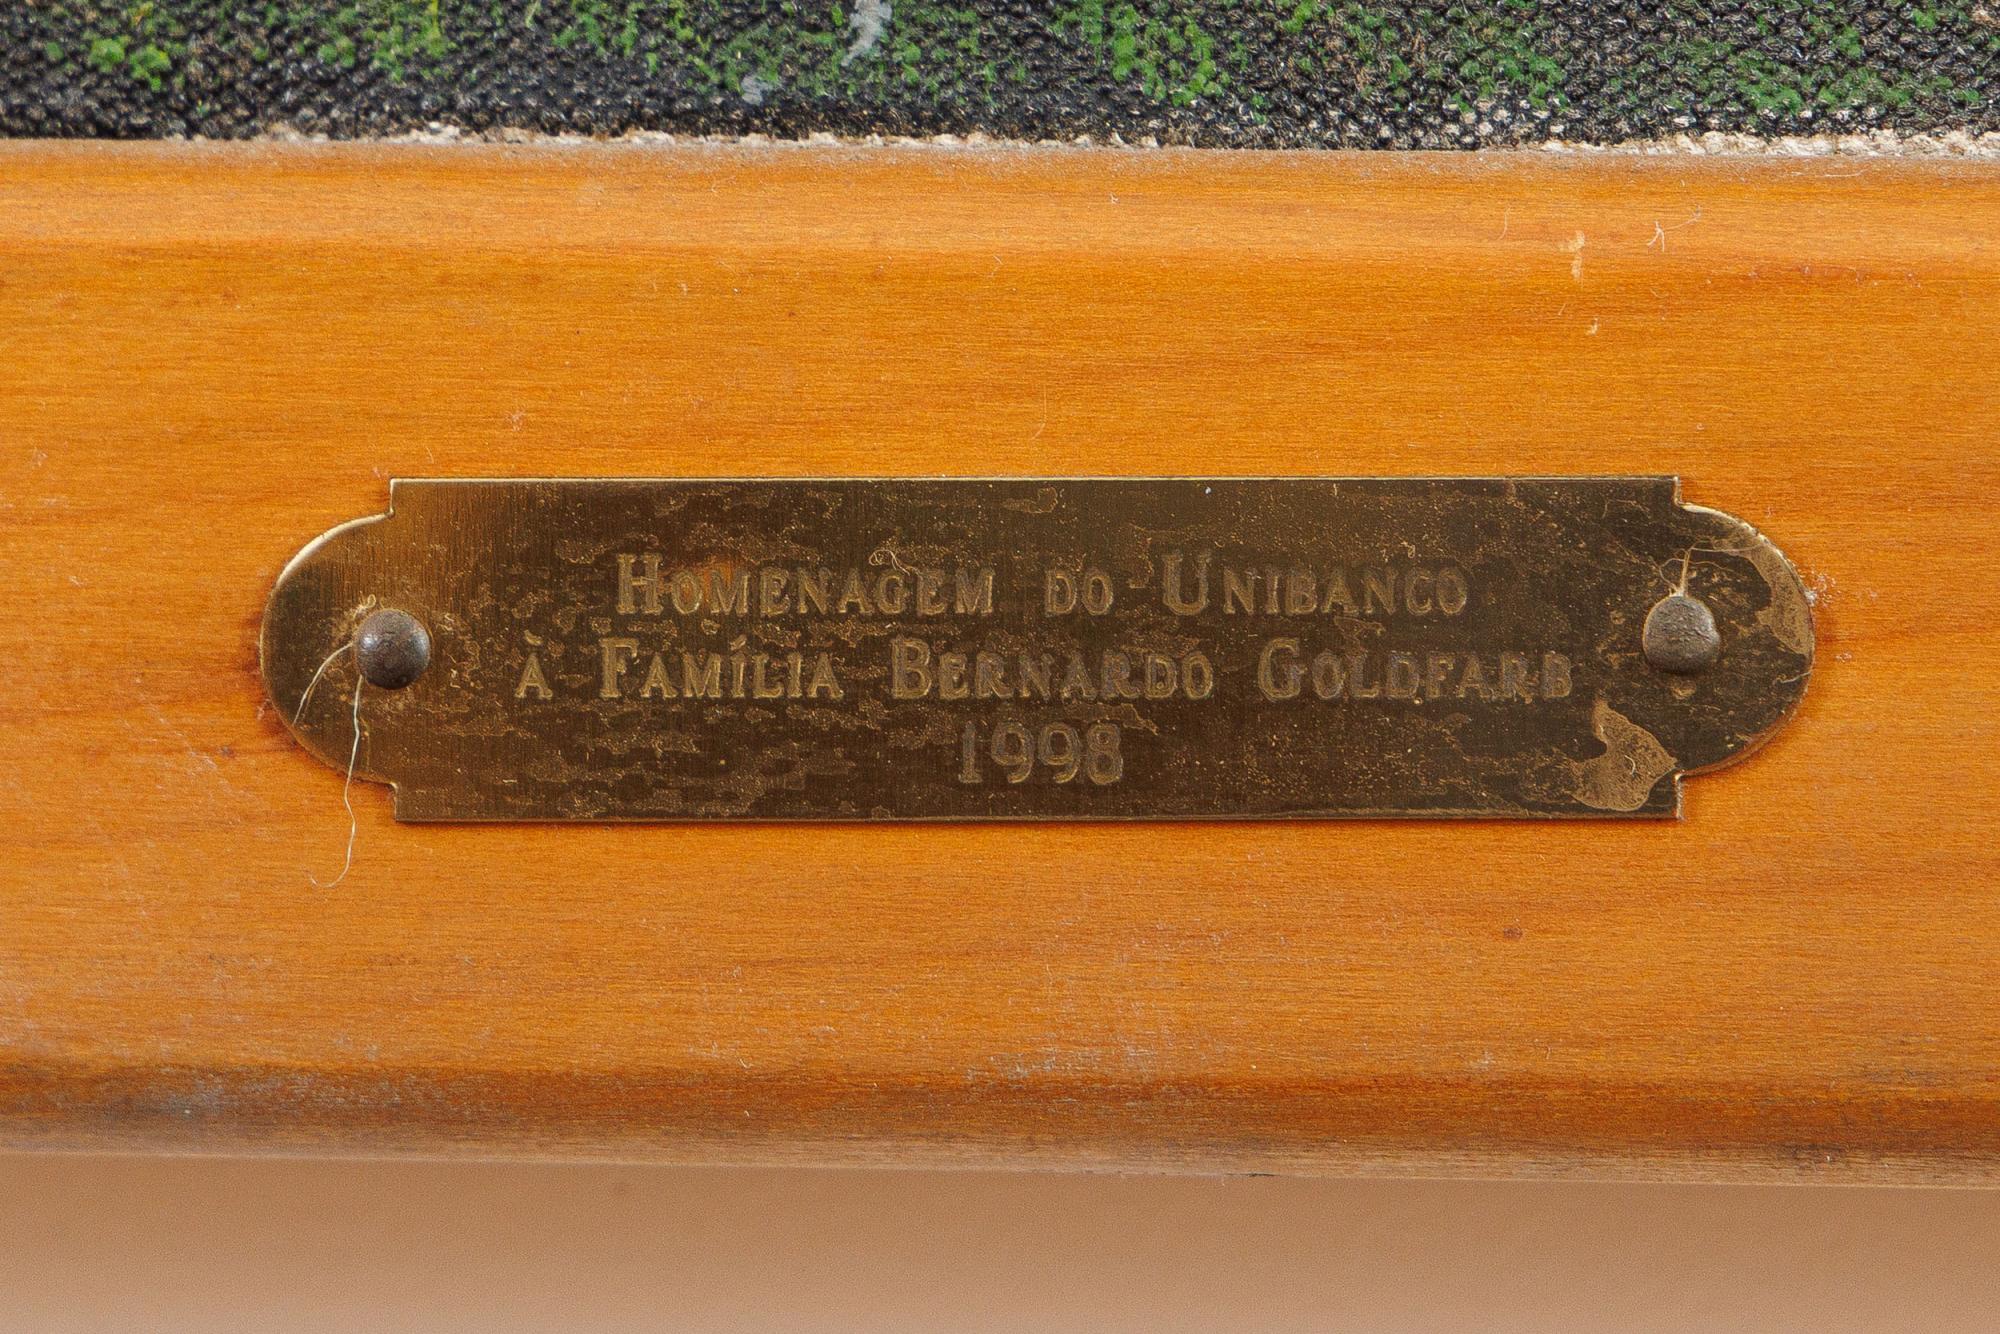 Homenagem do Unibanco
à Família Bernardo Goldfarb
1998